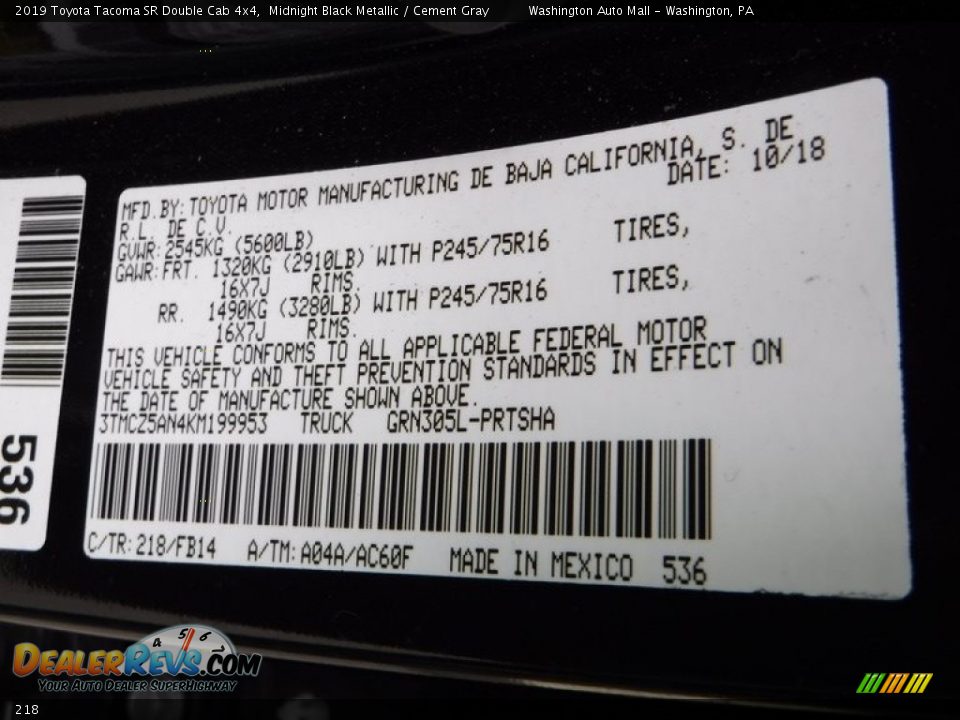 2019 Toyota Tacoma SR Double Cab 4x4, Midnight Black Metallic / Cement Gray Washington Auto Mall - Washington, PA
MFD.BY:TOYOTA MOTOR MANUFACTURING DE BAJA CALIFORNIA, S. DE
R.L. DE C.V. DATE: 10/18
GVWR:2545KG (5600LB)
GAWR:FRT. 1320KG (2910LB) WITH P245/75R16 TIRES,
16X7J RIMS.
RR. 1490KG (3280LB) WITH P245/75R16 TIRES,
16X7J RIMS.
THIS VEHICLE CONFORMS TO ALL APPLICABLE FEDERAL MOTOR
VEHICLE SAFETY AND THEFT PREVENTION STANDARDS IN EFFECT ON
THE DATE OF MANUFACTURE SHOWN ABOVE.
3TMCZ5AN4KM199953 TRUCK GRN305L-PRTSHA
C/TR:218/FB14 A/TM:A04A/AC60F MADE IN MEXICO 536
536
4 5 6
DEALERREVS.COM
YOUR AUTO DEALER SUPERHIGHWAY
218